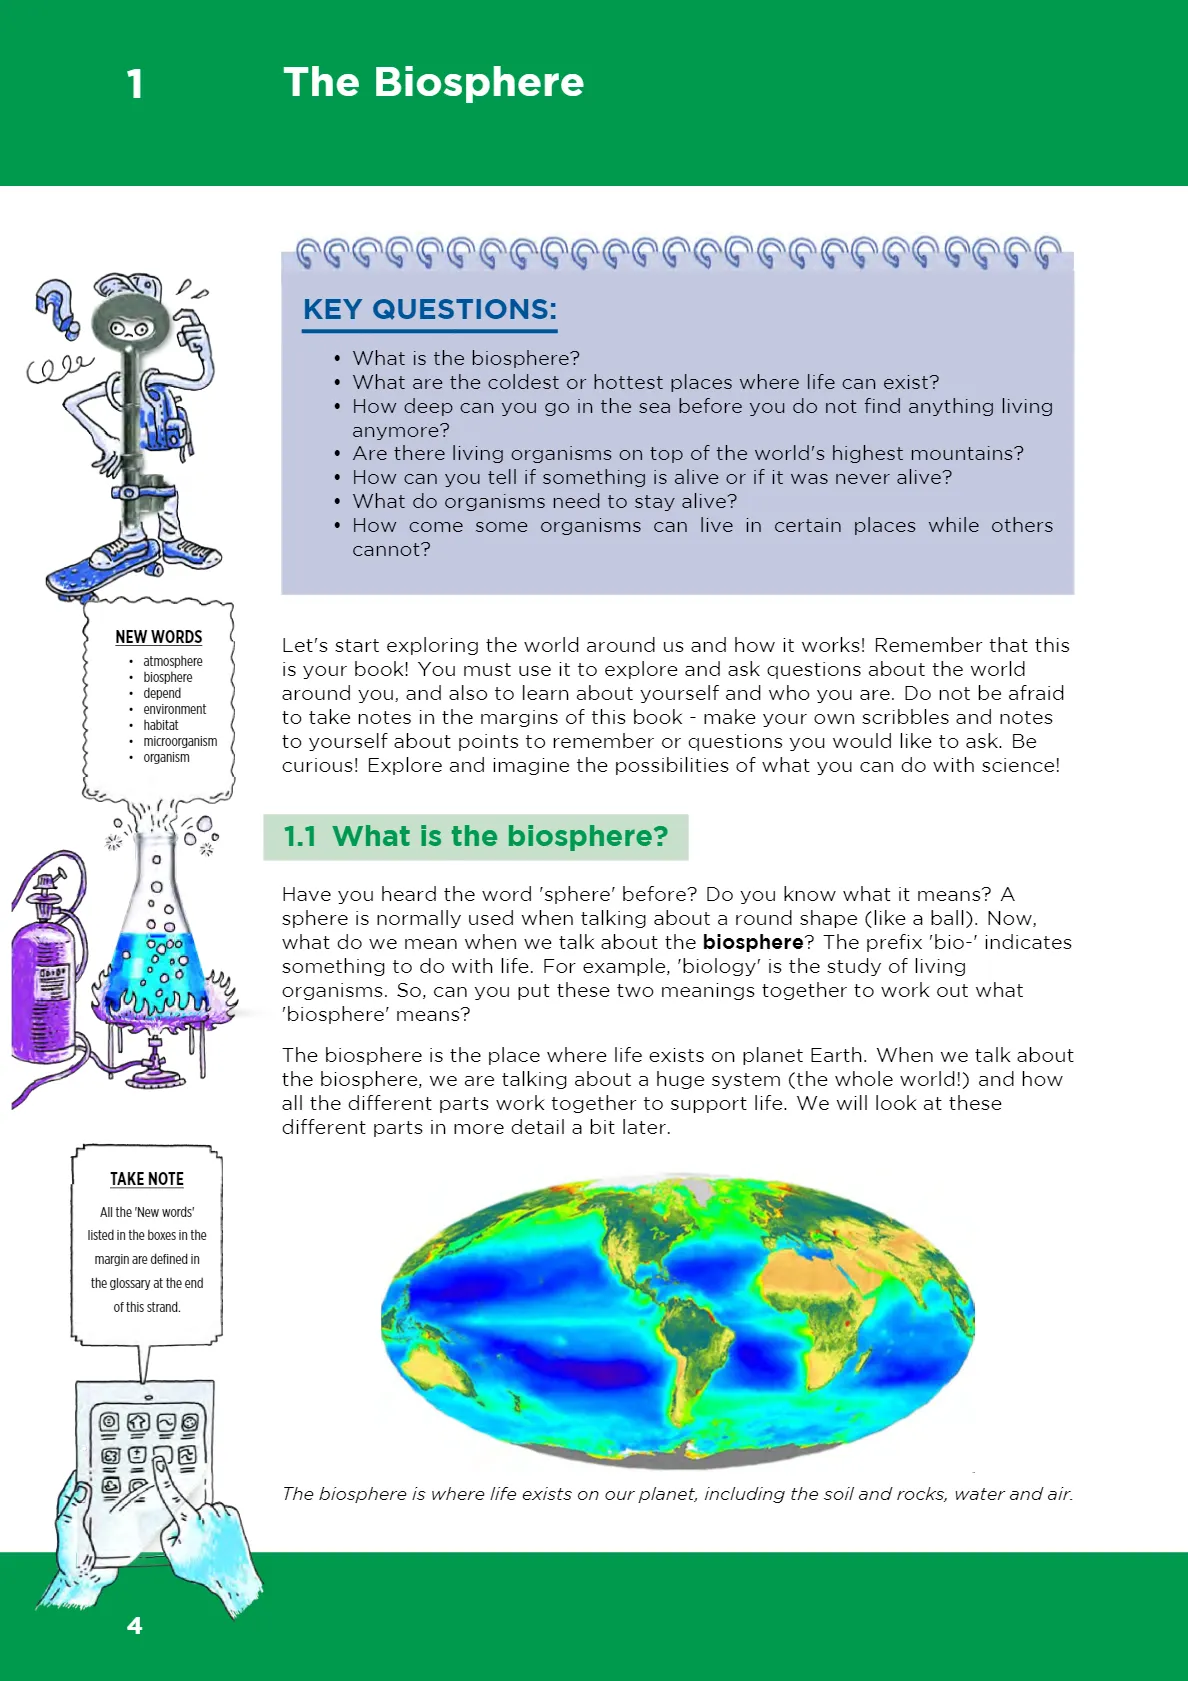 1 The Biosphere
KEY QUESTIONS:
• What is the biosphere?
• What are the coldest or hottest places where life can exist?
• How deep can you go in the sea before you do not find anything living
anymore?
• Are there living organisms on top of the world's highest mountains?
• How can you tell if something is alive or if it was never alive?
• What do organisms need to stay alive?
• How come some organisms can live in certain places while others
cannot?
NEW WORDS
• atmosphere
• biosphere
• depend
• environment
• habitat
• microorganism
• organism
Let's start exploring the world around us and how it works! Remember that this
is your book! You must use it to explore and ask questions about the world
around you, and also to learn about yourself and who you are. Do not be afraid
to take notes in the margins of this book - make your own scribbles and notes
to yourself about points to remember or questions you would like to ask. Be
curious! Explore and imagine the possibilities of what you can do with science!
1.1 What is the biosphere?
Have you heard the word 'sphere' before? Do you know what it means? A
sphere is normally used when talking about a round shape (like a ball). Now,
what do we mean when we talk about the biosphere? The prefix 'bio-' indicates
something to do with life. For example, 'biology' is the study of living
organisms. So, can you put these two meanings together to work out what
'biosphere' means?
The biosphere is the place where life exists on planet Earth. When we talk about
the biosphere, we are talking about a huge system (the whole world!) and how
all the different parts work together to support life. We will look at these
different parts in more detail a bit later.
TAKE NOTE
All the 'New words'
listed in the boxes in the
margin are defined in
the glossary at the end
of this strand.
The biosphere is where life exists on our planet, including the soil and rocks, water and air.
4